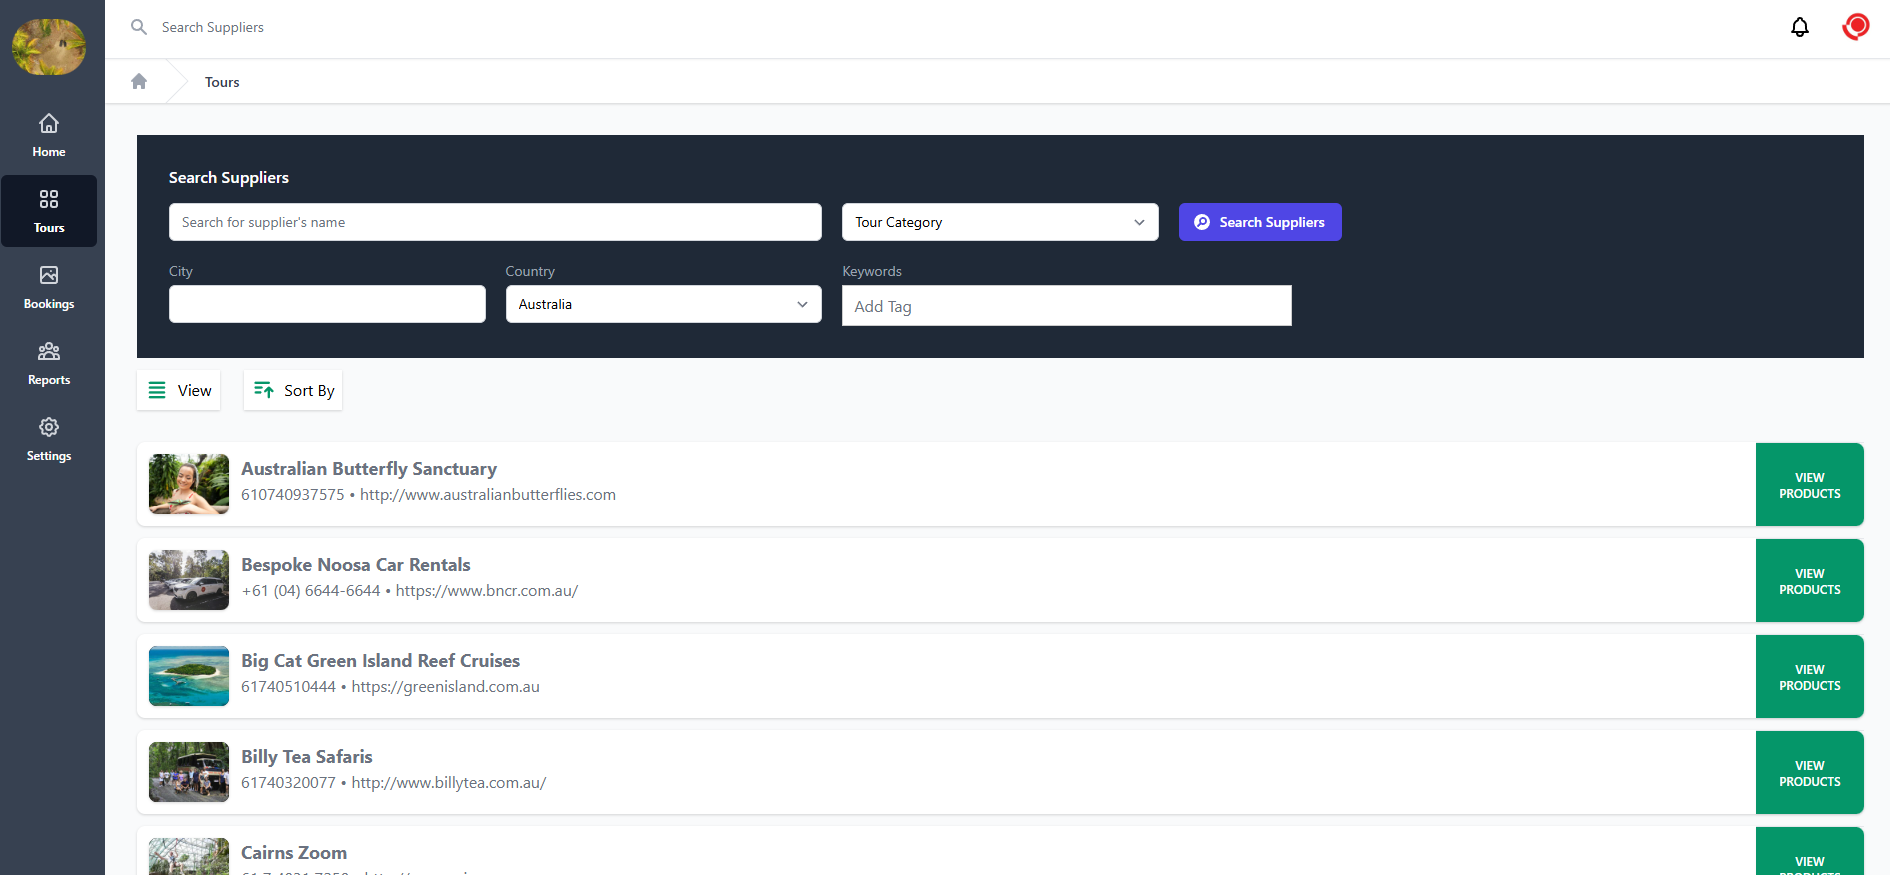 Search Suppliers
Tours
Home
Tours
Bookings
Reports
Settings
Search Suppliers
Search for supplier's name
Tour Category
Search Suppliers
City
Country
Keywords
Australia
Add Tag
View
Sort By
Australian Butterfly Sanctuary
610740937575 • http://www.australianbutterflies.com
VIEW
PRODUCTS
Bespoke Noosa Car Rentals
+61 (04) 6644-6644 • https://www.bncr.com.au/
VIEW
PRODUCTS
Big Cat Green Island Reef Cruises
61740510444 • https://greenisland.com.au
VIEW
PRODUCTS
Billy Tea Safaris
61740320077 • http://www.billytea.com.au/
VIEW
PRODUCTS
Cairns Zoom
VIEW